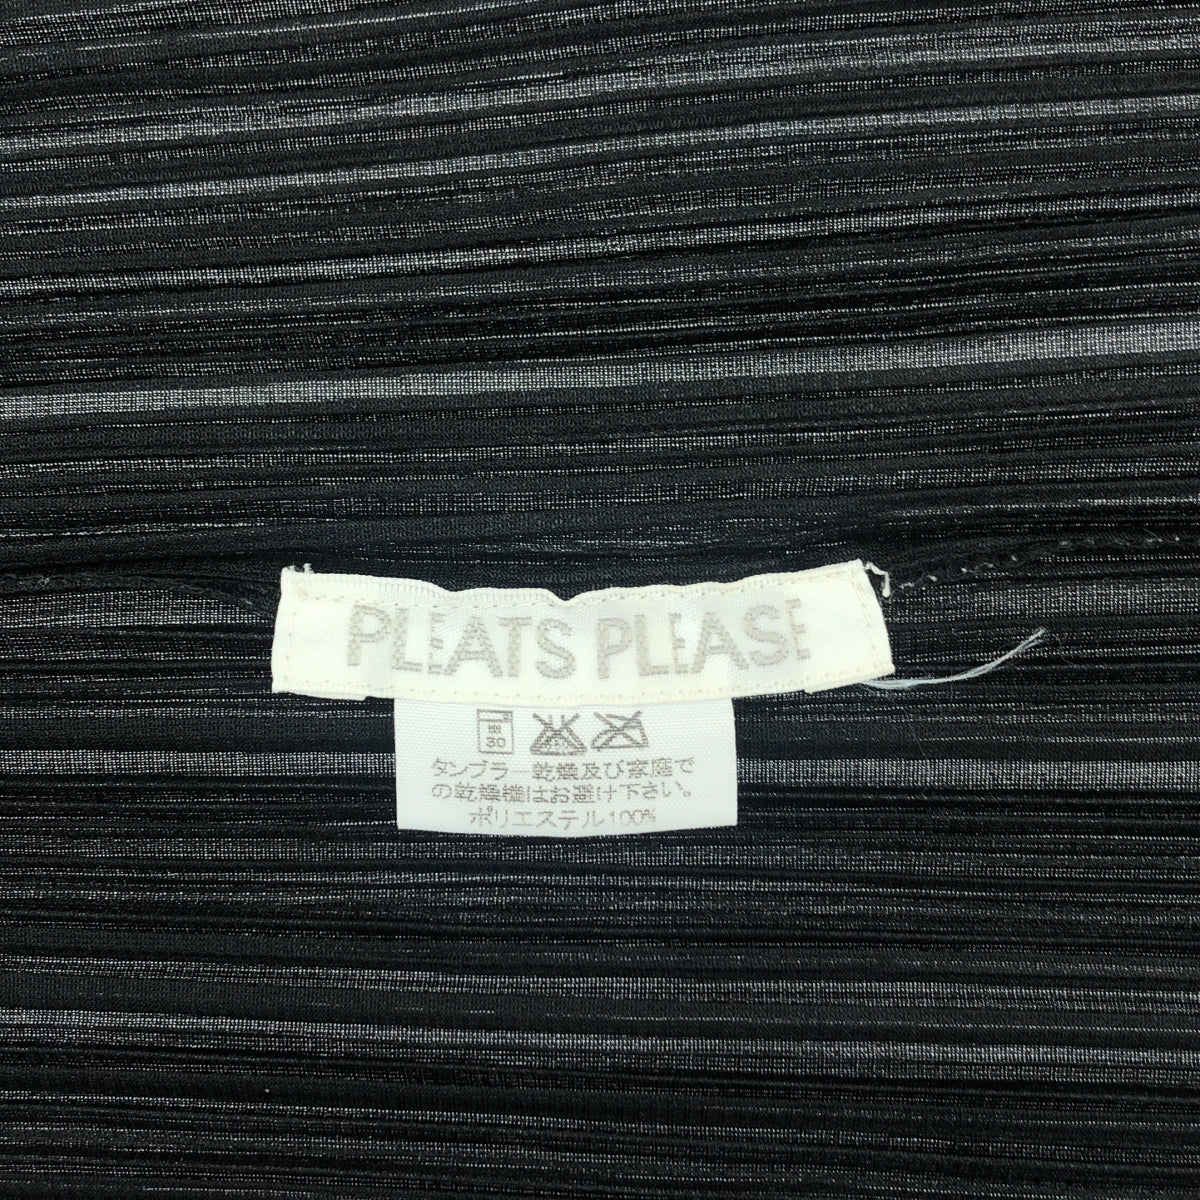 PLEATS PLEASE
弱
30
タンブラー乾燥及び家庭で
の乾燥機はお避け下さい。
ポリエステル100%